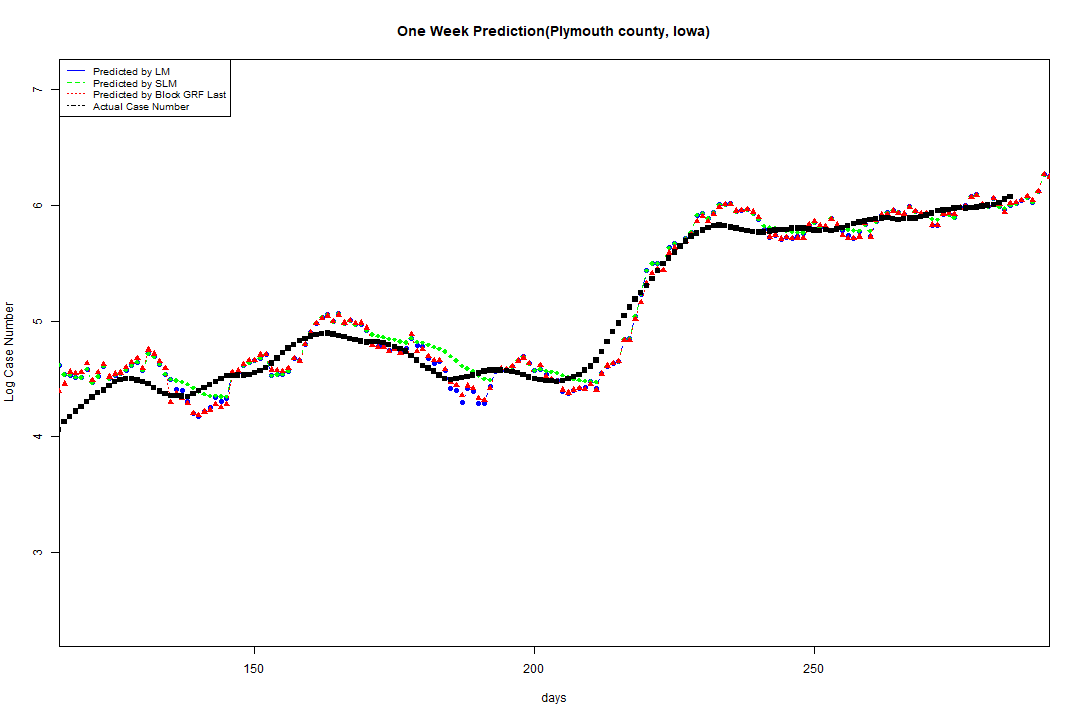 One Week Prediction(Plymouth county, Iowa)
Predicted by LM
Predicted by SLM
Predicted by Block GRF Last
Actual Case Number
7
6
5
4
3
Log Case Number
150
200
250
days